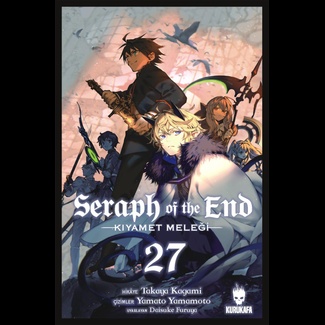 Seraph of the End
KIYAMET MELEĞİ
27
HİKÂYE Takaya Kagami
ÇİZİMLER Yamato Yamamoto
UYARLAYAN Daisuke Furuya
KURUKAFA